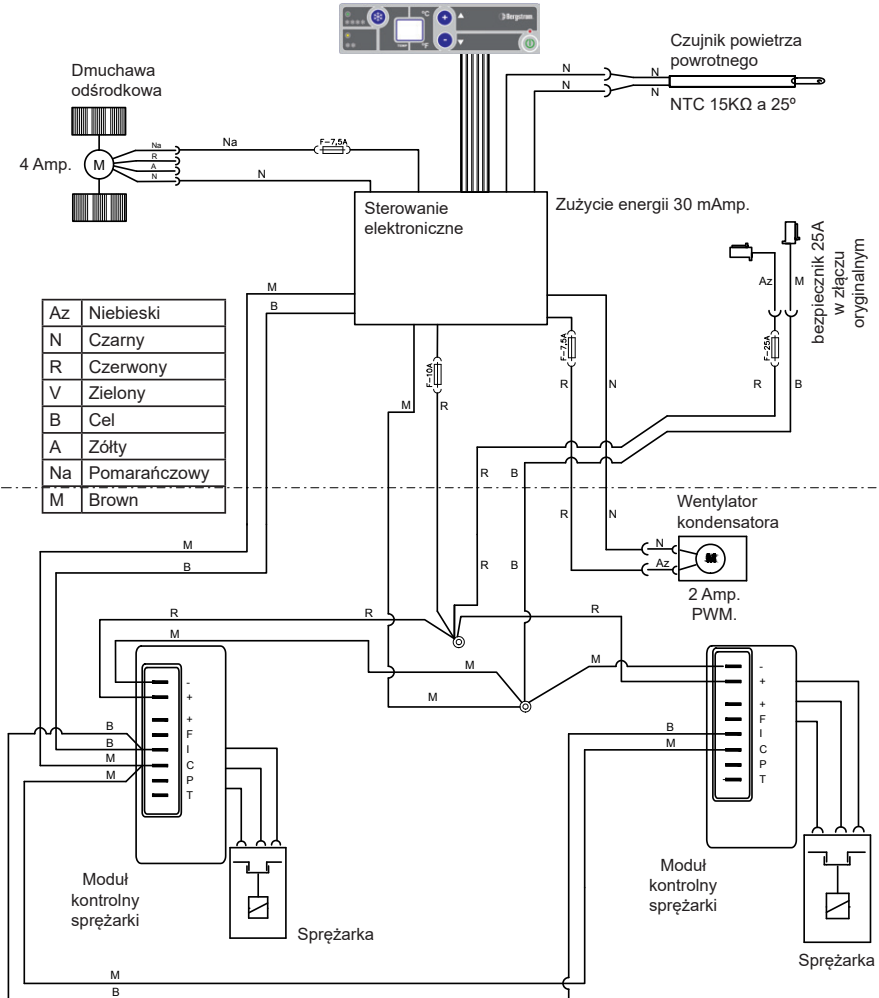 °C
°F
Bergstrom
Czujnik powietrza
powrotnego
NTC 15KΩ a 25º
N
N
N
N
Dmuchawa
odśrodkowa
4 Amp.
M
Na
R
A
N
Na
F-7,5A
N
Sterowanie
elektroniczne
Zużycie energii 30 mAmp.
bezpiecznik 25A
w złączu
oryginalnym
Az
M
F-25A
R
B
M
B
Az Niebieski
N Czarny
R Czerwony
V Zielony
B Cel
A Zółty
Na Pomarańczowy
M Brown
F-10A
M
R
F-7,5A
R
N
R
B
R
N
Wentylator
kondensatora
N
Az
M
2 Amp.
PWM.
M
B
R
B
R
R
M
R
M
M
M
-
+
+
F
I
C
P
T
B
B
M
M
-
+
+
F
I
C
P
T
B
M
Moduł
kontrolny
sprężarki
Sprężarka
Moduł
kontrolny
sprężarki
Sprężarka
M
B